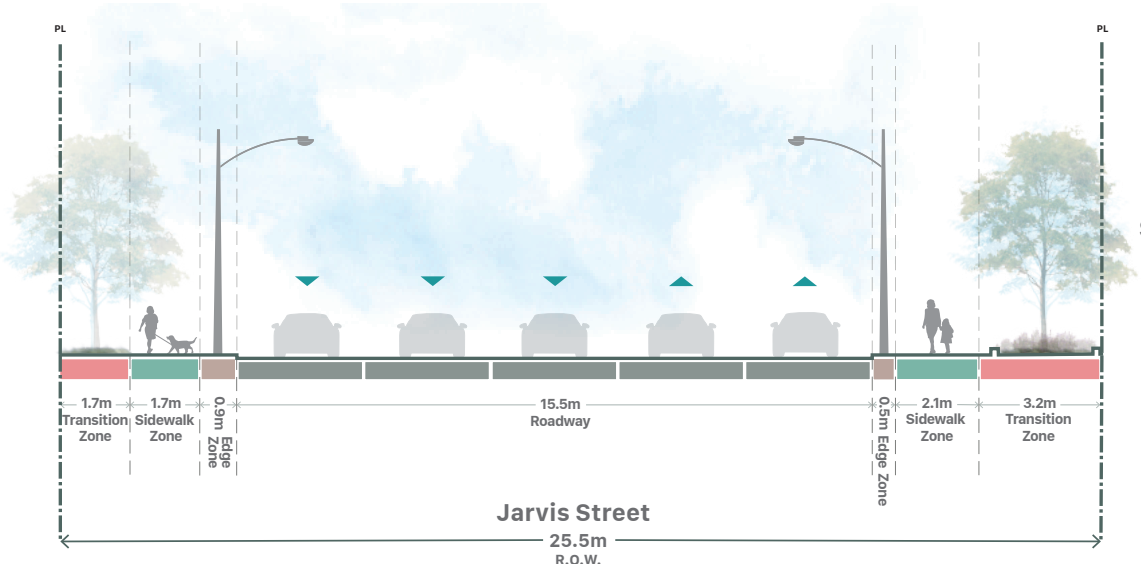 PL
PL
1.7m
Transition
Zone
1.7m
Sidewalk
Zone
0.9m Edge
Zone
15.5m
Roadway
0.5m Edge Zone
2.1m
Sidewalk
Zone
3.2m
Transition
Zone
Jarvis Street
25.5m
R.O.W.